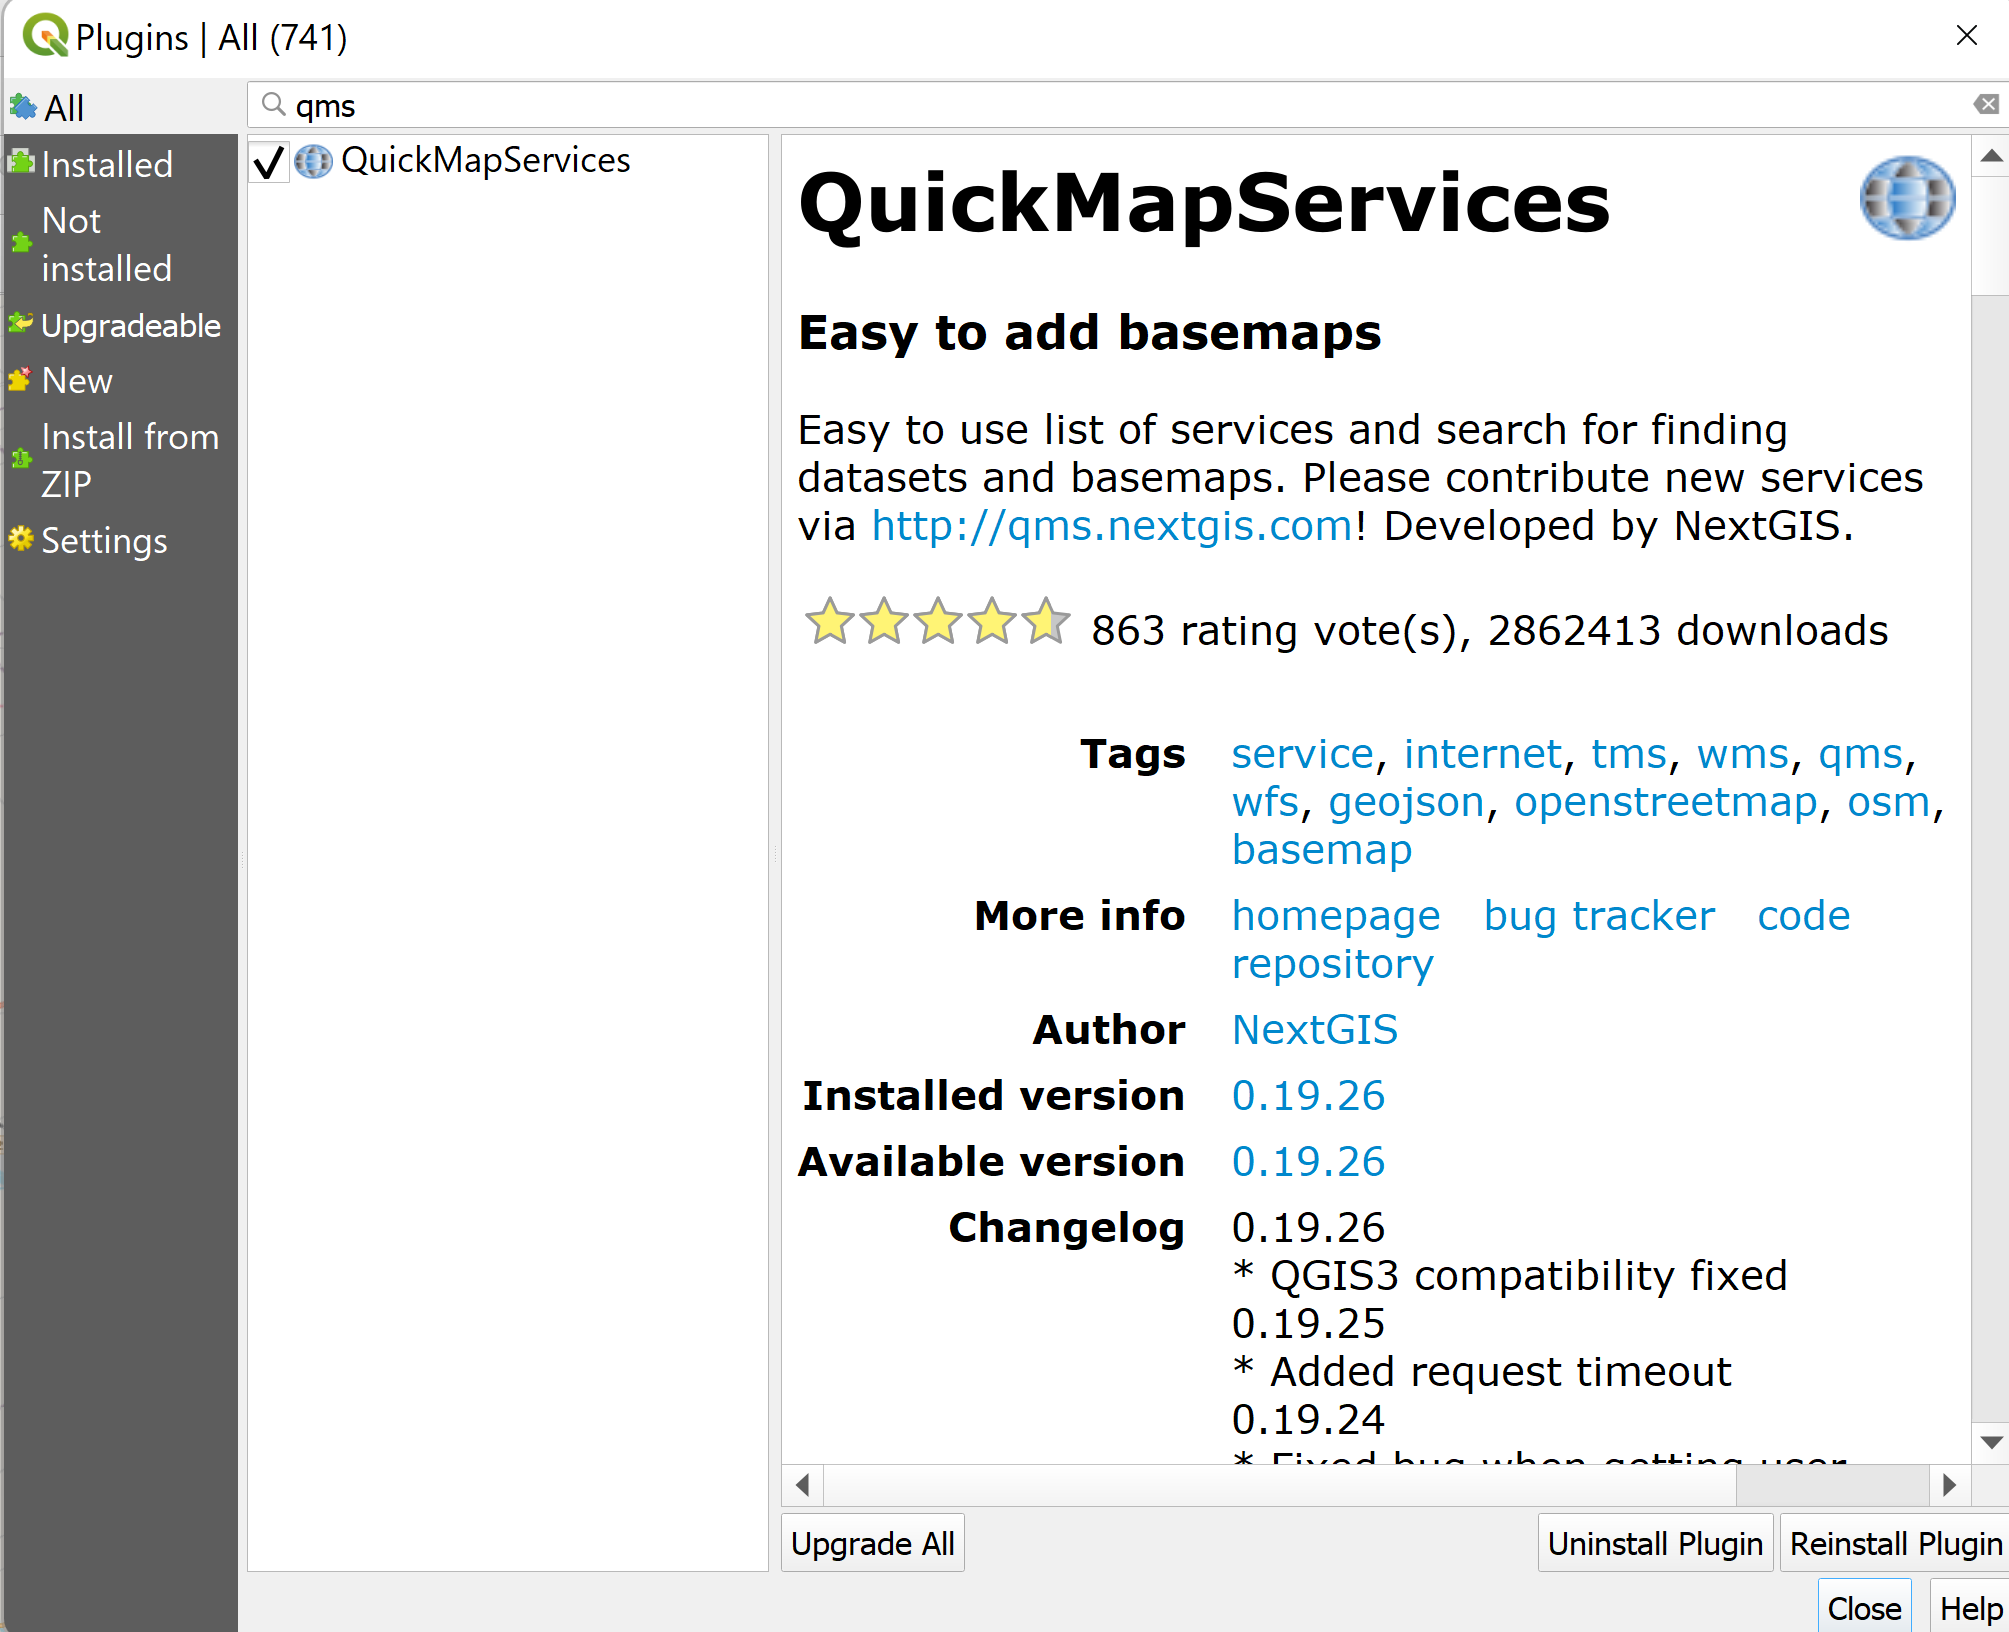 Plugins | All (741)
All
qms
Installed
Not
installed
Upgradeable
New
Install from
ZIP
Settings
QuickMapServices
QuickMapServices
Easy to add basemaps
Easy to use list of services and search for finding
datasets and basemaps. Please contribute new services
via http://qms.nextgis.com! Developed by NextGIS.
863 rating vote(s), 2862413 downloads
Tags service, internet, tms, wms, qms,
wfs, geojson, openstreetmap, osm,
basemap
More info homepage bug tracker code
repository
Author NextGIS
Installed version 0.19.26
Available version 0.19.26
Changelog 0.19.26
* QGIS3 compatibility fixed
0.19.25
* Added request timeout
0.19.24
* Fixed bug when getting user
Upgrade All
Uninstall Plugin
Reinstall Plugin
Close
Help